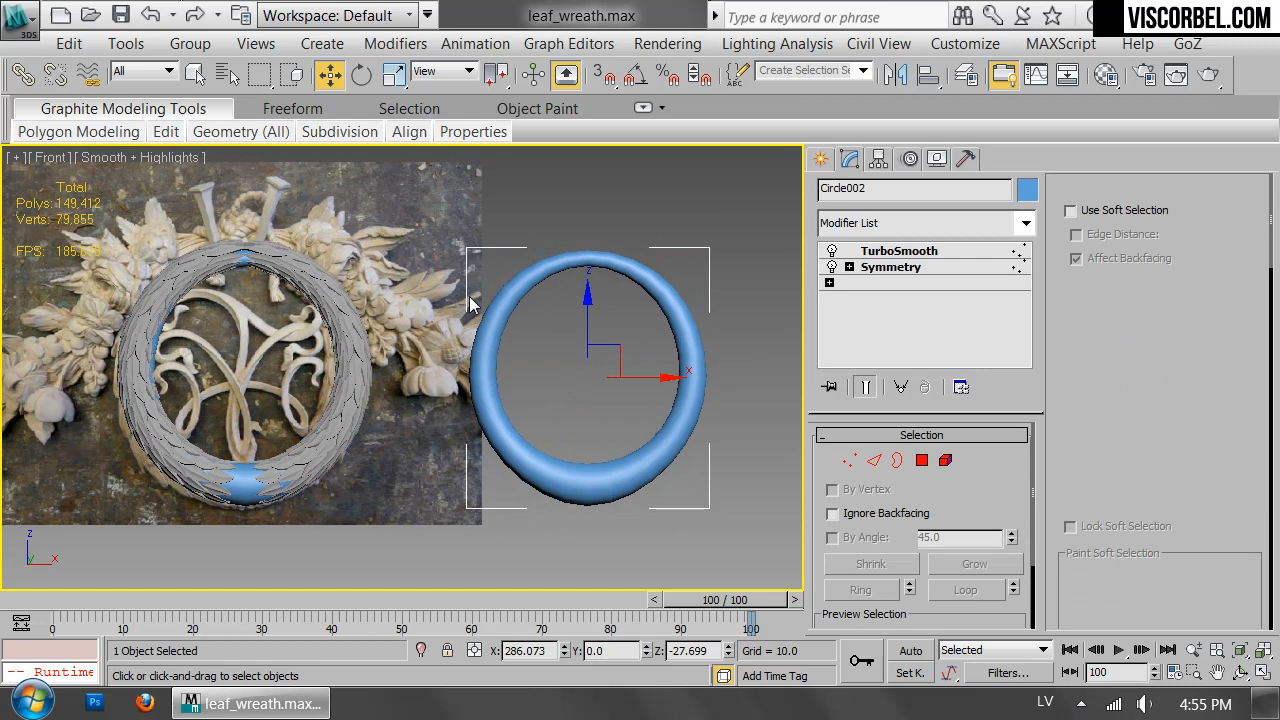 Workspace: Default
leaf_wreath.max
Type a keyword or phrase
VISCORBEL.COM
3DS
Edit Tools Group Views Create Modifiers Animation Graph Editors Rendering Lighting Analysis Civil View Customize MAXScript Help GoZ
All
View
3
ABC
Create Selection Se
Graphite Modeling Tools Freeform Selection Object Paint
Polygon Modeling Edit Geometry (All) Subdivision Align Properties
[ + ][ Front ][ Smooth + Highlights ]
Total
Polys: 149,412
Verts: 79,855
FPS:
z
x
z
y x
Circle002
Modifier List
TurboSmooth
Symmetry
Selection
By Vertex
Ignore Backfacing
By Angle: 45.0
Shrink Grow
Ring Loop
Preview Selection
Use Soft Selection
Edge Distance:
Affect Backfacing
Lock Soft Selection
Paint Soft Selection
< 100 / 100 >
0 10 20 30 40 50 60 70 80 90 100
1 Object Selected
X: 286.073 Y: 0.0 Z: -27.699 Grid = 10.0
Auto Selected
-- Runtime
Click or click-and-drag to select objects
Add Time Tag
Set K. Filters... 100
Ps
leaf_wreath.max...
LV
4:55 PM